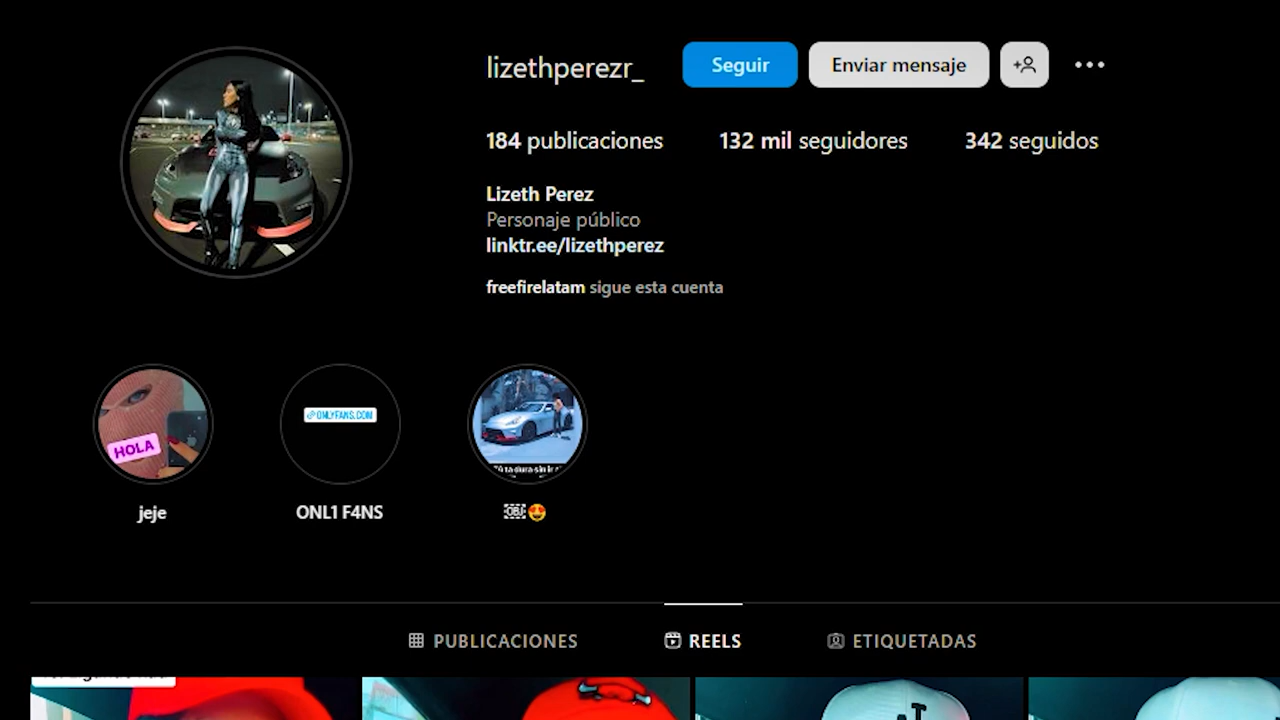 lizethperezr_ Seguir Enviar mensaje
184 publicaciones 132 mil seguidores 342 seguidos
Lizeth Perez
Personaje público
linktr.ee/lizethperez
freefirelatam sigue esta cuenta
HOLA
ONLYFANS.COM
jeje
ONL1 F4NS
OBJ 😍
PUBLICACIONES REELS ETIQUETADAS